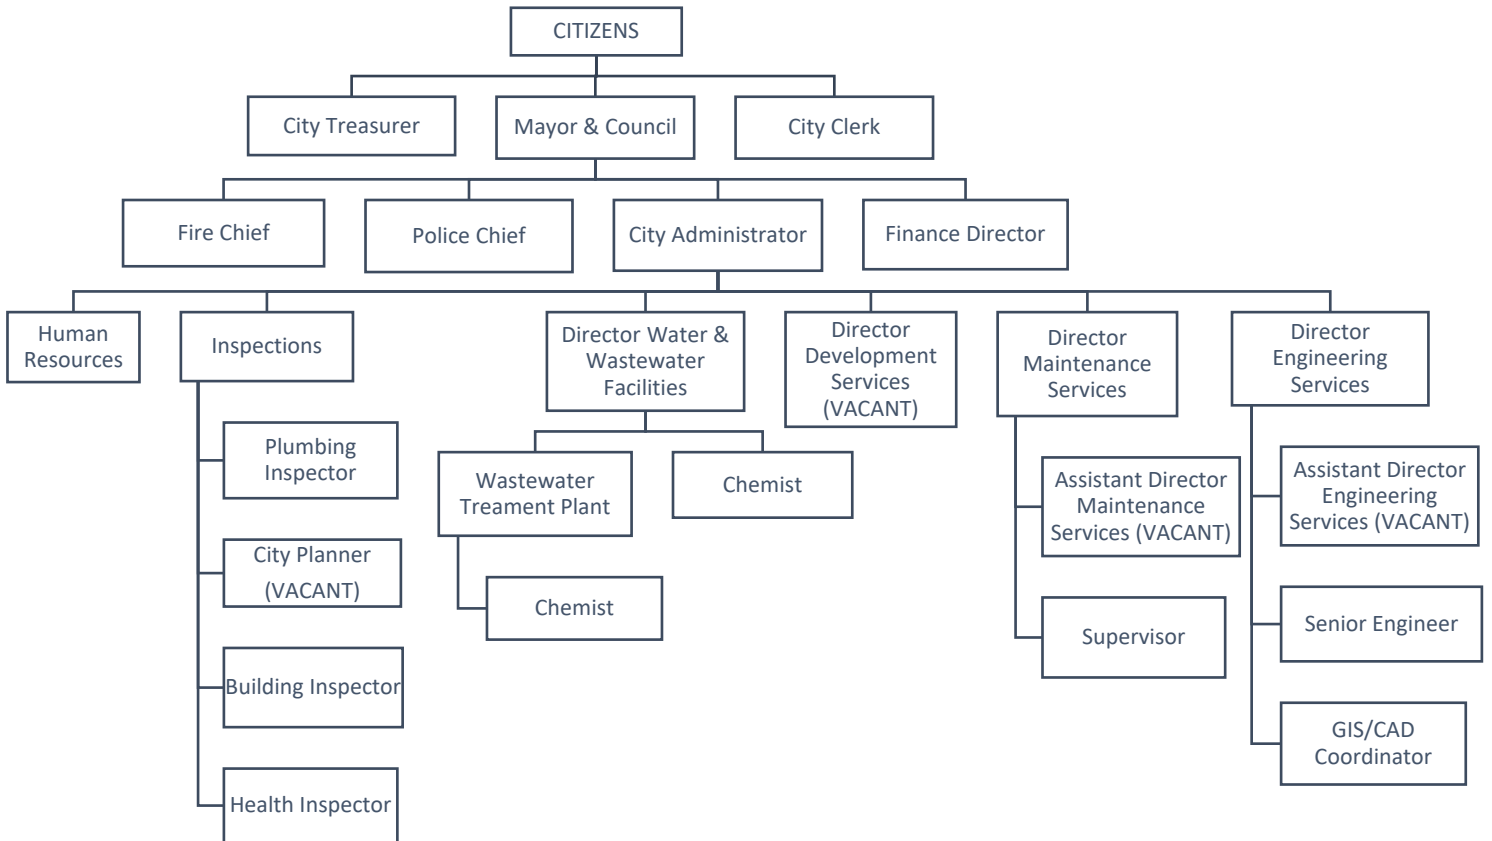 CITIZENS
City Treasurer
Mayor & Council
City Clerk
Fire Chief
Police Chief
City Administrator
Finance Director
Human
Resources
Inspections
Director Water &
Wastewater
Facilities
Director
Development
Services
(VACANT)
Director
Maintenance
Services
Director
Engineering
Services
Plumbing
Inspector
City Planner
(VACANT)
Building Inspector
Health Inspector
Wastewater
Treament Plant
Chemist
Chemist
Assistant Director
Maintenance
Services (VACANT)
Supervisor
Assistant Director
Engineering
Services (VACANT)
Senior Engineer
GIS/CAD
Coordinator